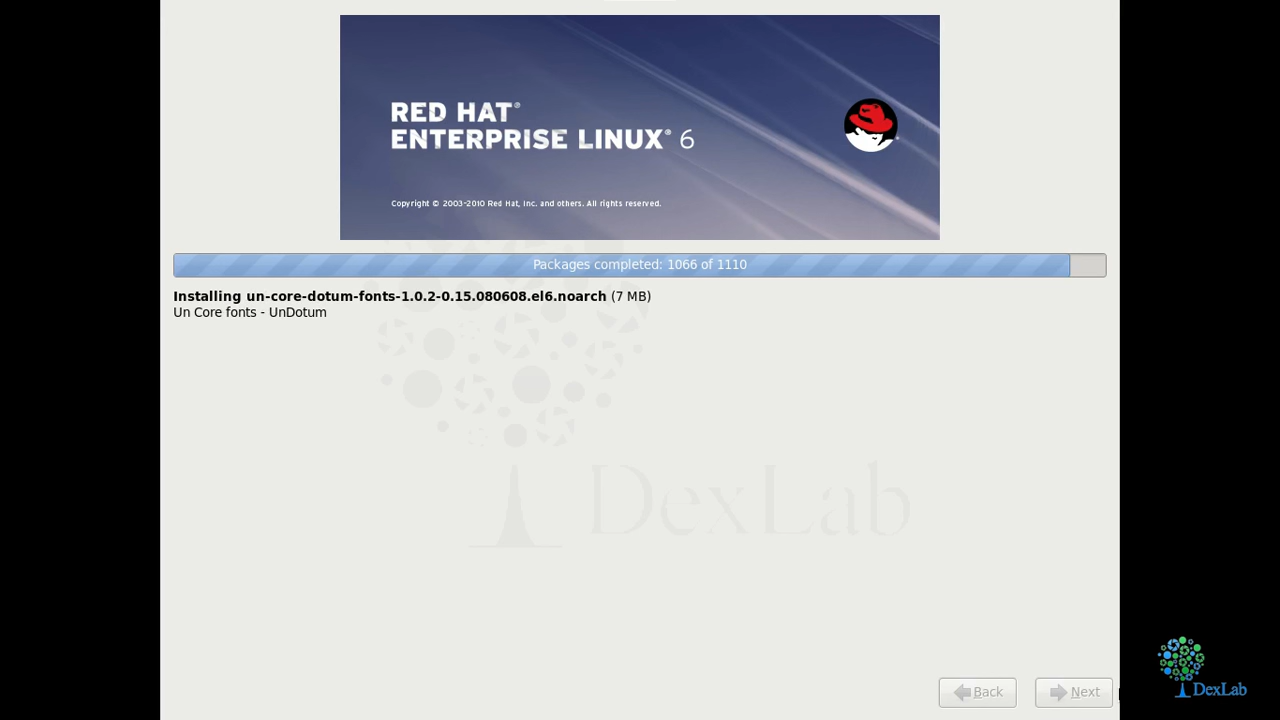 RED HAT®
ENTERPRISE LINUX® 6
Copyright © 2003-2010 Red Hat, Inc. and others. All rights reserved.
Packages completed: 1066 of 1110
Installing un-core-dotum-fonts-1.0.2-0.15.080608.el6.noarch (7 MB)
Un Core fonts - UnDotum
DexLab
Back
Next
DexLab